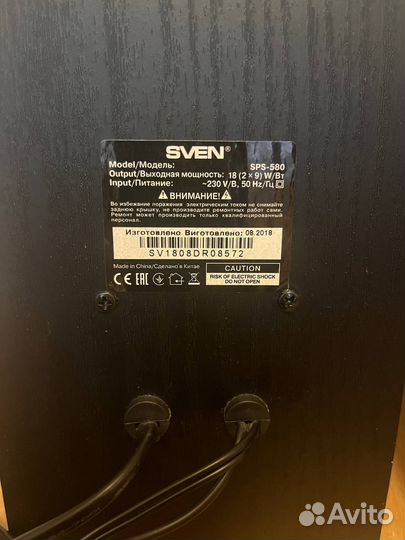 SVEN®
Model/Модель: SPS-580
Output/Выходная мощность: 18 (2 × 9) W/Вт
Input/Питание: ~230 V/В, 50 Hz/Гц
ВНИМАНИЕ!
Во избежание поражения электрическим током не снимайте
заднюю крышку, не производите ремонтных работ сами.
Ремонт может производить только квалифицированный
персонал.
Изготовлено Виготовлено: 08.2018
SV1808DR08572
Made in China/Сделано в Китае
CAUTION
RISK OF ELECTRIC SHOCK
DO NOT OPEN
CE EAC
Avito